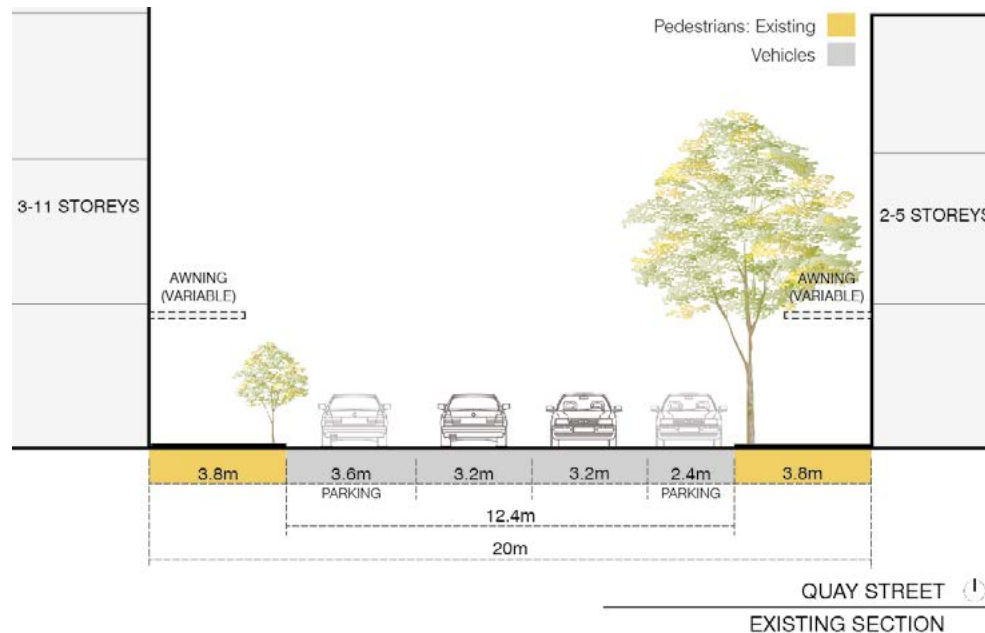 Pedestrians: Existing
Vehicles
3-11 STOREYS
2-5 STOREYS
AWNING
(VARIABLE)
AWNING
(VARIABLE)
3.8m 3.6m 3.2m 3.2m 2.4m 3.8m
PARKING PARKING
12.4m
20m
QUAY STREET
EXISTING SECTION